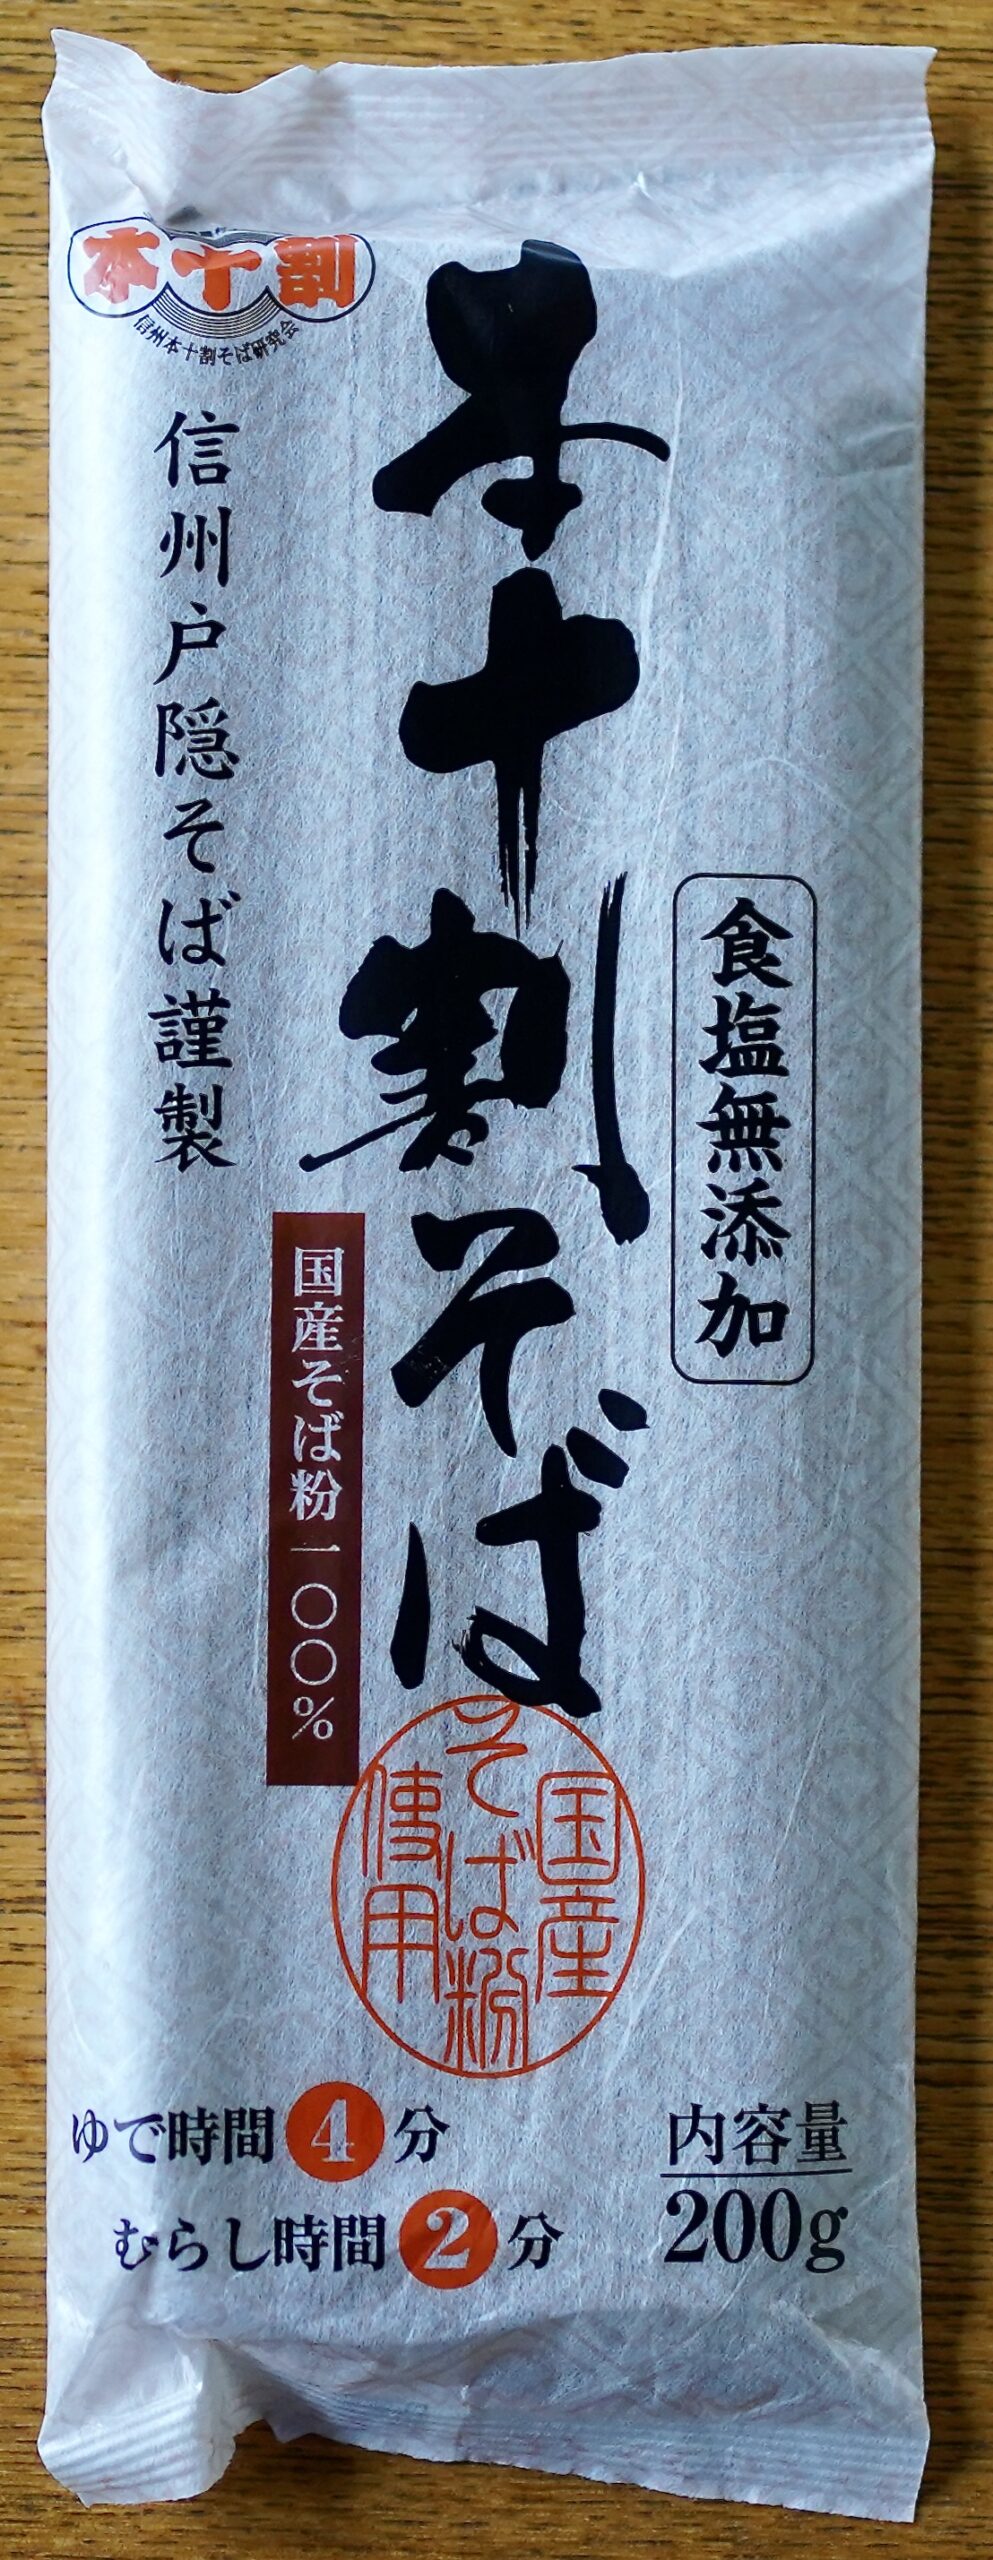 本十割
信州本十割そば研究会
本十割そば
食塩無添加
信州戸隠そば謹製
国産そば粉一〇〇%
国産
そば粉
使用
ゆで時間4分
むらし時間2分
内容量
200g